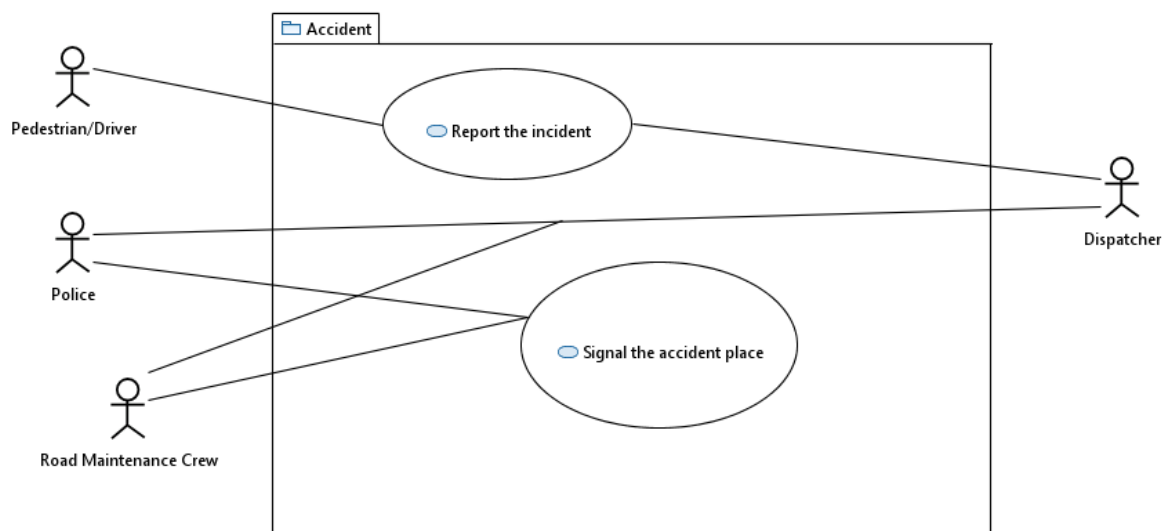 Accident
Pedestrian/Driver
Report the incident
Dispatcher
Police
Signal the accident place
Road Maintenance Crew